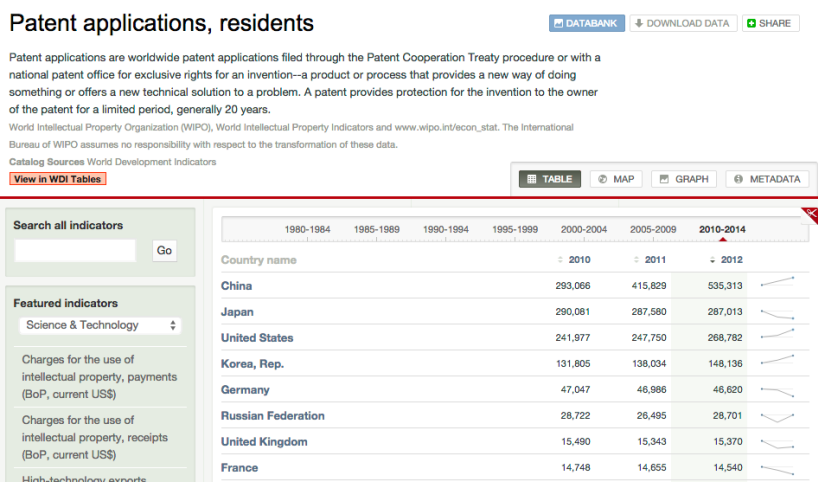 Patent applications, residents
DATABANK
DOWNLOAD DATA
SHARE
Patent applications are worldwide patent applications filed through the Patent Cooperation Treaty procedure or with a
national patent office for exclusive rights for an invention--a product or process that provides a new way of doing
something or offers a new technical solution to a problem. A patent provides protection for the invention to the owner
of the patent for a limited period, generally 20 years.
World Intellectual Property Organization (WIPO), World Intellectual Property Indicators and www.wipo.int/econ_stat. The International
Bureau of WIPO assumes no responsibility with respect to the transformation of these data.
Catalog Sources World Development Indicators
View in WDI Tables
TABLE
MAP
GRAPH
METADATA
Search all indicators
Go
Featured indicators
Science & Technology
Charges for the use of
intellectual property, payments
(BoP, current US$)
Charges for the use of
intellectual property, receipts
(BoP, current US$)
High-technology exports
1980-1984 1985-1989 1990-1994 1995-1999 2000-2004 2005-2009 2010-2014
Country name 2010 2011 2012
China 293,066 415,829 535,313
Japan 290,081 287,580 287,013
United States 241,977 247,750 268,782
Korea, Rep. 131,805 138,034 148,136
Germany 47,047 46,986 46,620
Russian Federation 28,722 26,495 28,701
United Kingdom 15,490 15,343 15,370
France 14,748 14,655 14,540